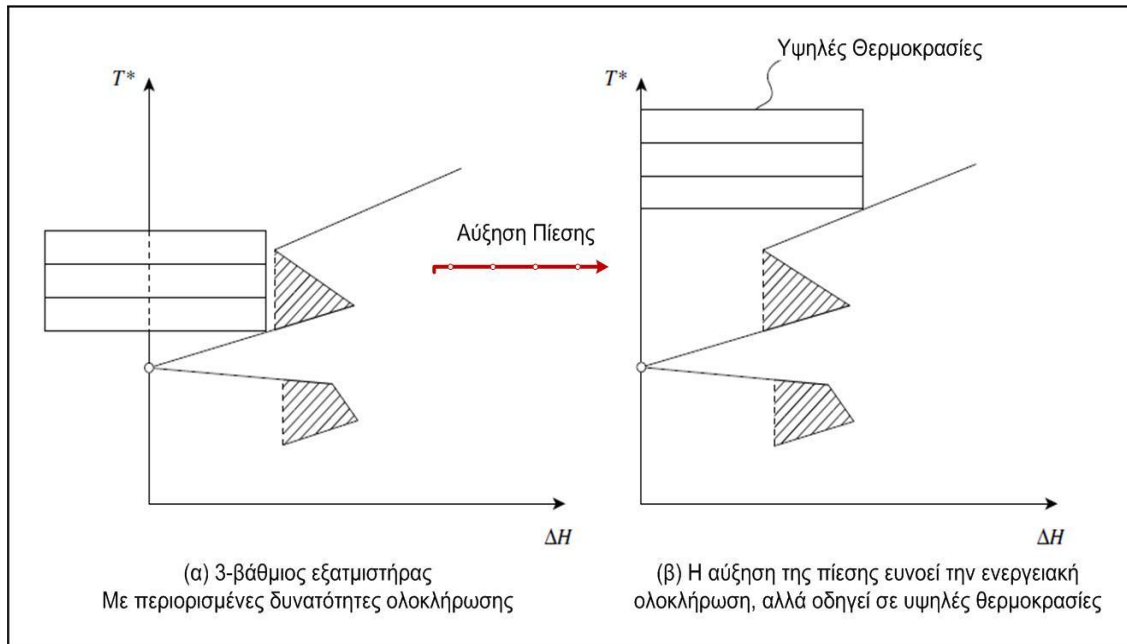 Υψηλές Θερμοκρασίες
T*
T*
Αύξηση Πίεσης
ΔH
ΔH
(α) 3-βάθμιος εξατμιστήρας
Με περιορισμένες δυνατότητες ολοκλήρωσης
(β) Η αύξηση της πίεσης ευνοεί την ενεργειακή
ολοκλήρωση, αλλά οδηγεί σε υψηλές θερμοκρασίες